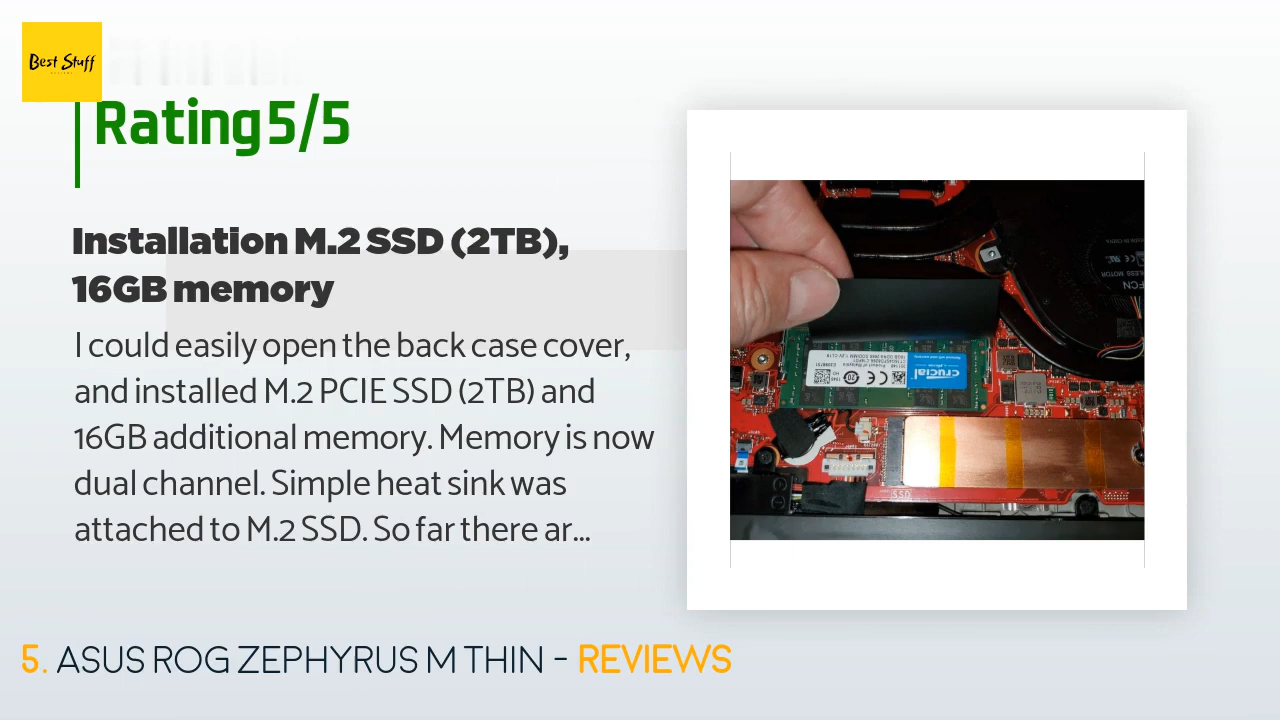 Best Stuff
Rating 5/5
Installation M.2 SSD (2TB),
16GB memory
I could easily open the back case cover,
and installed M.2 PCIE SSD (2TB) and
16GB additional memory. Memory is now
dual channel. Simple heat sink was
attached to M.2 SSD. So far there ar...
crucial
SSD
5. ASUS ROG ZEPHYRUS M THIN - REVIEWS